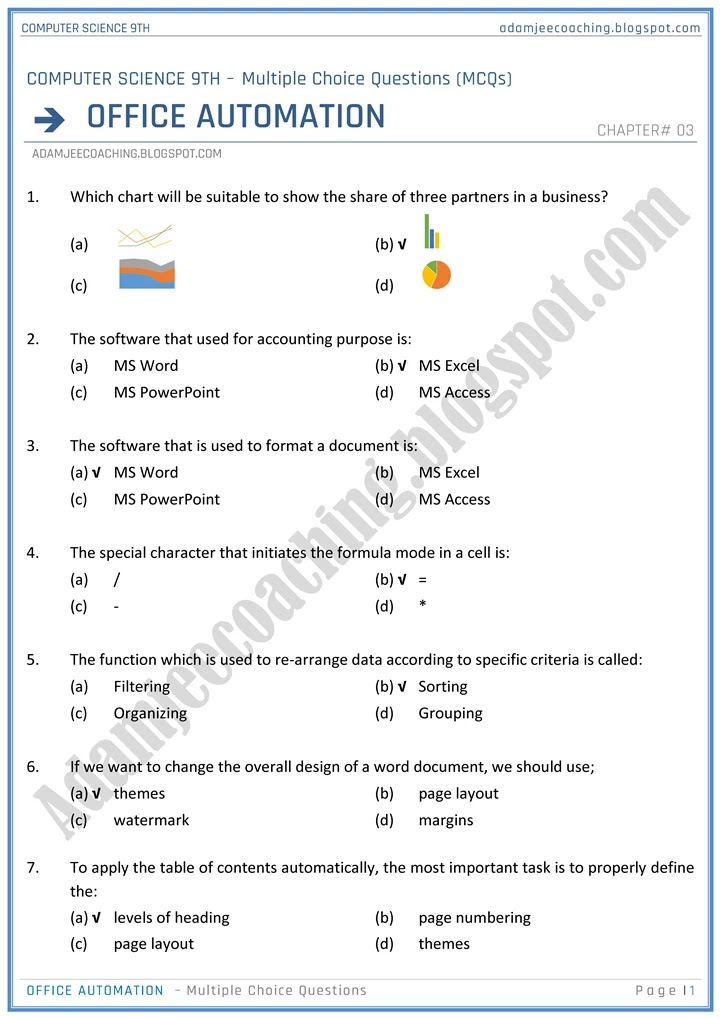 COMPUTER SCIENCE 9TH adamjeecoaching.blogspot.com
COMPUTER SCIENCE 9TH – Multiple Choice Questions (MCQs)
OFFICE AUTOMATION
CHAPTER# 03
ADAMJEECOACHING.BLOGSPOT.COM
1. Which chart will be suitable to show the share of three partners in a business?
(a) (b) √
(c) (d)
2. The software that used for accounting purpose is:
(a) MS Word (b) √ MS Excel
(c) MS PowerPoint (d) MS Access
3. The software that is used to format a document is:
(a) √ MS Word (b) MS Excel
(c) MS PowerPoint (d) MS Access
4. The special character that initiates the formula mode in a cell is:
(a) / (b) √ =
(c) - (d) *
5. The function which is used to re-arrange data according to specific criteria is called:
(a) Filtering (b) √ Sorting
(c) Organizing (d) Grouping
6. If we want to change the overall design of a word document, we should use;
(a) √ themes (b) page layout
(c) watermark (d) margins
7. To apply the table of contents automatically, the most important task is to properly define
the:
(a) √ levels of heading (b) page numbering
(c) page layout (d) themes
Adamjeecoaching.blogspot.com
OFFICE AUTOMATION – Multiple Choice Questions Page | 1